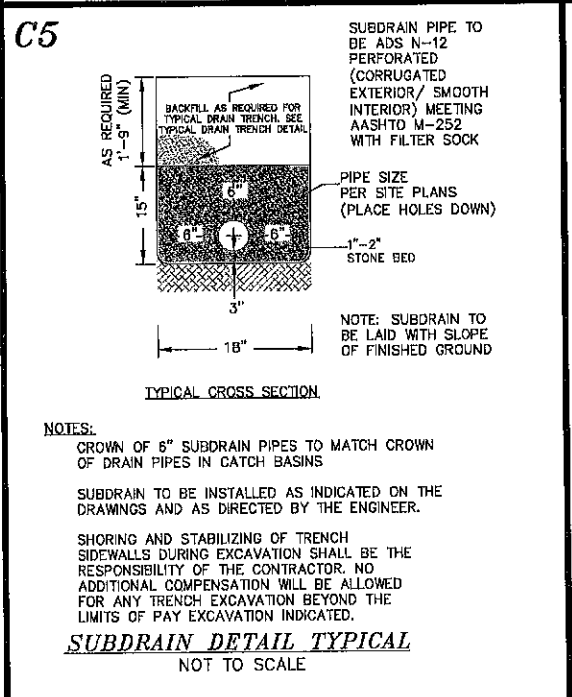 C5
SUBDRAIN PIPE TO
BE ADS N-12
PERFORATED
(CORRUGATED
EXTERIOR/ SMOOTH
INTERIOR) MEETING
AASHTO M-252
WITH FILTER SOCK
AS REQUIRED
1'-9" (MIN)
BACKFILL AS REQUIRED FOR
TYPICAL DRAIN TRENCH. SEE
TYPICAL DRAIN TRENCH DETAIL
15"
6"
6"
6"
PIPE SIZE
PER SITE PLANS
(PLACE HOLES DOWN)
1"-2"
STONE BED
3"
18"
NOTE: SUBDRAIN TO
BE LAID WITH SLOPE
OF FINISHED GROUND
TYPICAL CROSS SECTION
NOTES:
CROWN OF 6" SUBDRAIN PIPES TO MATCH CROWN
OF DRAIN PIPES IN CATCH BASINS
SUBDRAIN TO BE INSTALLED AS INDICATED ON THE
DRAWINGS AND AS DIRECTED BY THE ENGINEER.
SHORING AND STABILIZING OF TRENCH
SIDEWALLS DURING EXCAVATION SHALL BE THE
RESPONSIBILITY OF THE CONTRACTOR. NO
ADDITIONAL COMPENSATION WILL BE ALLOWED
FOR ANY TRENCH EXCAVATION BEYOND THE
LIMITS OF PAY EXCAVATION INDICATED.
SUBDRAIN DETAIL TYPICAL
NOT TO SCALE